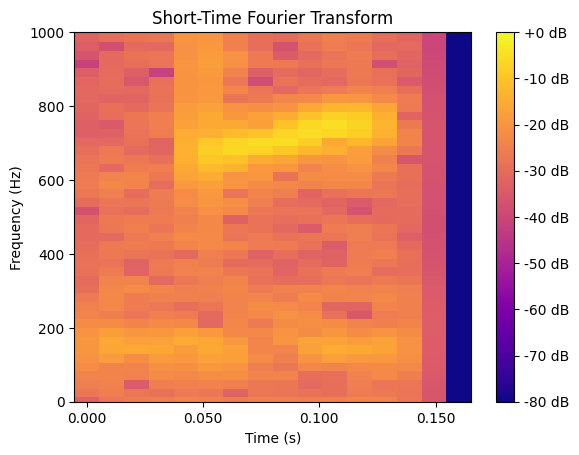 Short-Time Fourier Transform
Frequency (Hz)
1000
800
600
400
200
0
0.000
0.050
0.100
0.150
Time (s)
+0 dB
-10 dB
-20 dB
-30 dB
-40 dB
-50 dB
-60 dB
-70 dB
-80 dB